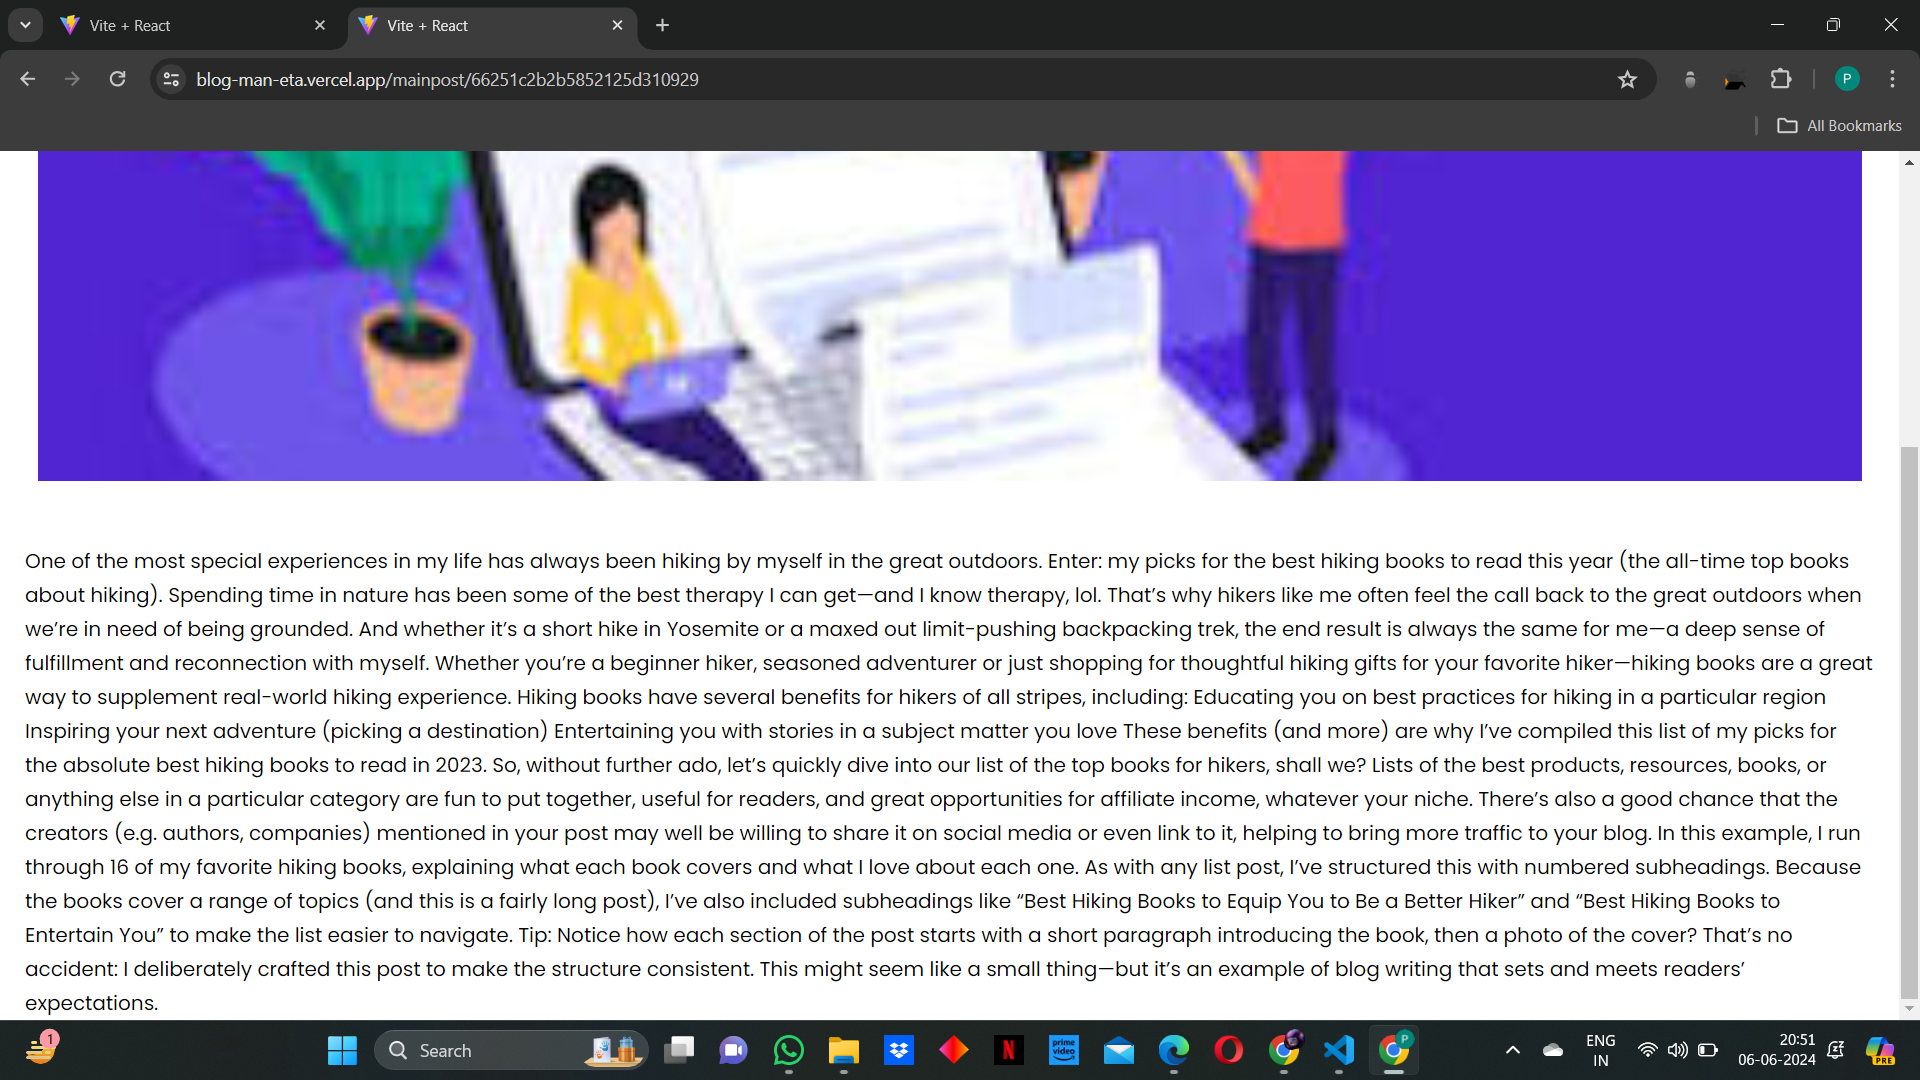 Vite + React
Vite + React
blog-man-eta.vercel.app/mainpost/66251c2b2b5852125d310929
P
All Bookmarks
One of the most special experiences in my life has always been hiking by myself in the great outdoors. Enter: my picks for the best hiking books to read this year (the all-time top books
about hiking). Spending time in nature has been some of the best therapy I can get—and I know therapy, lol. That’s why hikers like me often feel the call back to the great outdoors when
we’re in need of being grounded. And whether it’s a short hike in Yosemite or a maxed out limit-pushing backpacking trek, the end result is always the same for me—a deep sense of
fulfillment and reconnection with myself. Whether you’re a beginner hiker, seasoned adventurer or just shopping for thoughtful hiking gifts for your favorite hiker—hiking books are a great
way to supplement real-world hiking experience. Hiking books have several benefits for hikers of all stripes, including: Educating you on best practices for hiking in a particular region
Inspiring your next adventure (picking a destination) Entertaining you with stories in a subject matter you love These benefits (and more) are why I’ve compiled this list of my picks for
the absolute best hiking books to read in 2023. So, without further ado, let’s quickly dive into our list of the top books for hikers, shall we? Lists of the best products, resources, books, or
anything else in a particular category are fun to put together, useful for readers, and great opportunities for affiliate income, whatever your niche. There’s also a good chance that the
creators (e.g. authors, companies) mentioned in your post may well be willing to share it on social media or even link to it, helping to bring more traffic to your blog. In this example, I run
through 16 of my favorite hiking books, explaining what each book covers and what I love about each one. As with any list post, I’ve structured this with numbered subheadings. Because
the books cover a range of topics (and this is a fairly long post), I’ve also included subheadings like “Best Hiking Books to Equip You to Be a Better Hiker” and “Best Hiking Books to
Entertain You” to make the list easier to navigate. Tip: Notice how each section of the post starts with a short paragraph introducing the book, then a photo of the cover? That’s no
accident: I deliberately crafted this post to make the structure consistent. This might seem like a small thing—but it’s an example of blog writing that sets and meets readers’
expectations.
1
Search
N
prime
video
P
ENG
IN
20:51
06-06-2024
PRE